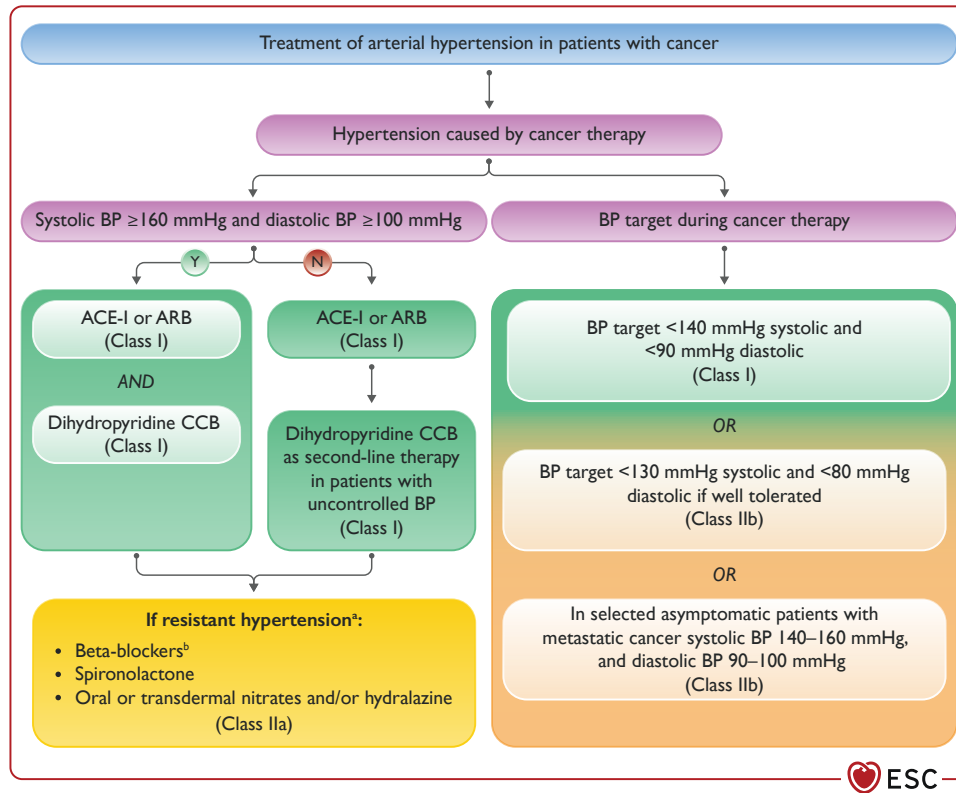 Treatment of arterial hypertension in patients with cancer
Hypertension caused by cancer therapy
Systolic BP ≥160 mmHg and diastolic BP ≥100 mmHg
Y
N
ACE-I or ARB
(Class I)
AND
Dihydropyridine CCB
(Class I)
ACE-I or ARB
(Class I)
Dihydropyridine CCB
as second-line therapy
in patients with
uncontrolled BP
(Class I)
If resistant hypertensionᵃ:
• Beta-blockersᵇ
• Spironolactone
• Oral or transdermal nitrates and/or hydralazine
(Class IIa)
BP target during cancer therapy
BP target <140 mmHg systolic and
<90 mmHg diastolic
(Class I)
OR
BP target <130 mmHg systolic and <80 mmHg
diastolic if well tolerated
(Class IIb)
OR
In selected asymptomatic patients with
metastatic cancer systolic BP 140–160 mmHg,
and diastolic BP 90–100 mmHg
(Class IIb)
ESC